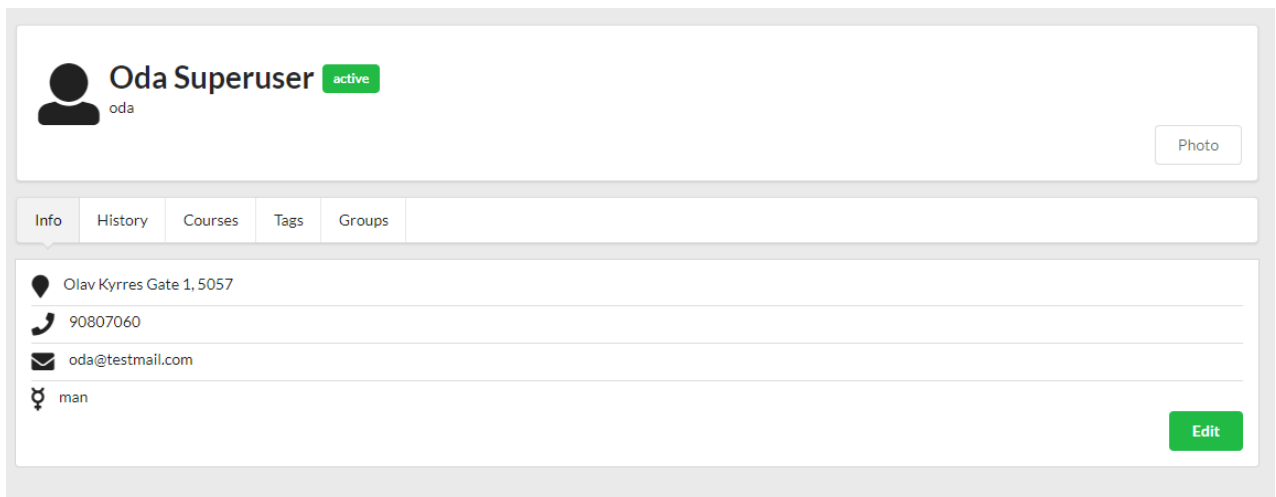 Oda Superuser active
oda
Photo
Info History Courses Tags Groups
Olav Kyrres Gate 1, 5057
90807060
oda@testmail.com
man
Edit